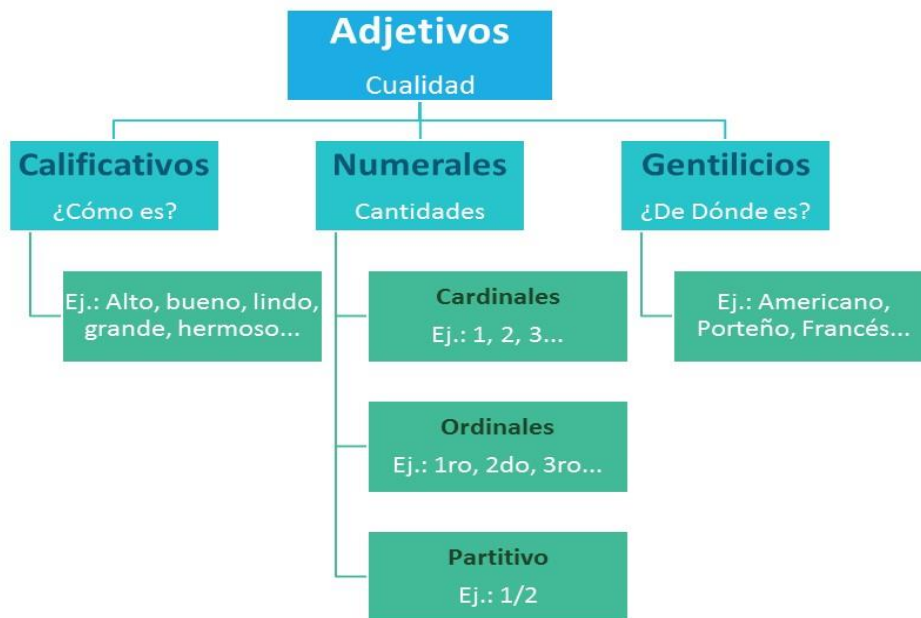 Adjetivos
Cualidad
Calificativos
¿Cómo es?
Ej.: Alto, bueno, lindo,
grande, hermoso...
Numerales
Cantidades
Cardinales
Ej.: 1, 2, 3...
Ordinales
Ej.: 1ro, 2do, 3ro...
Partitivo
Ej.: 1/2
Gentilicios
¿De Dónde es?
Ej.: Americano,
Porteño, Francés...